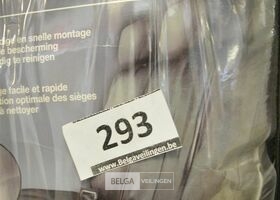 dig en snelle montage
e bescherming
dig te reinigen
ge facile et rapide
tion optimale des sièges
à nettoyer
293
www.Belgaveilingen.be
BELGA VEILINGEN